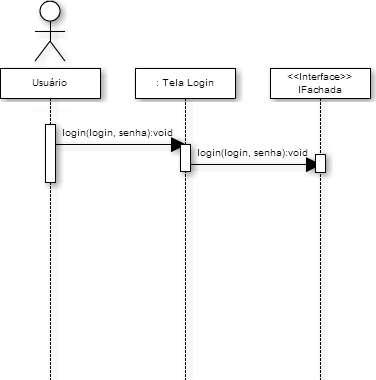 Usuário
: Tela Login
<<Interface>>
IFachada
login(login, senha):void
login(login, senha):void